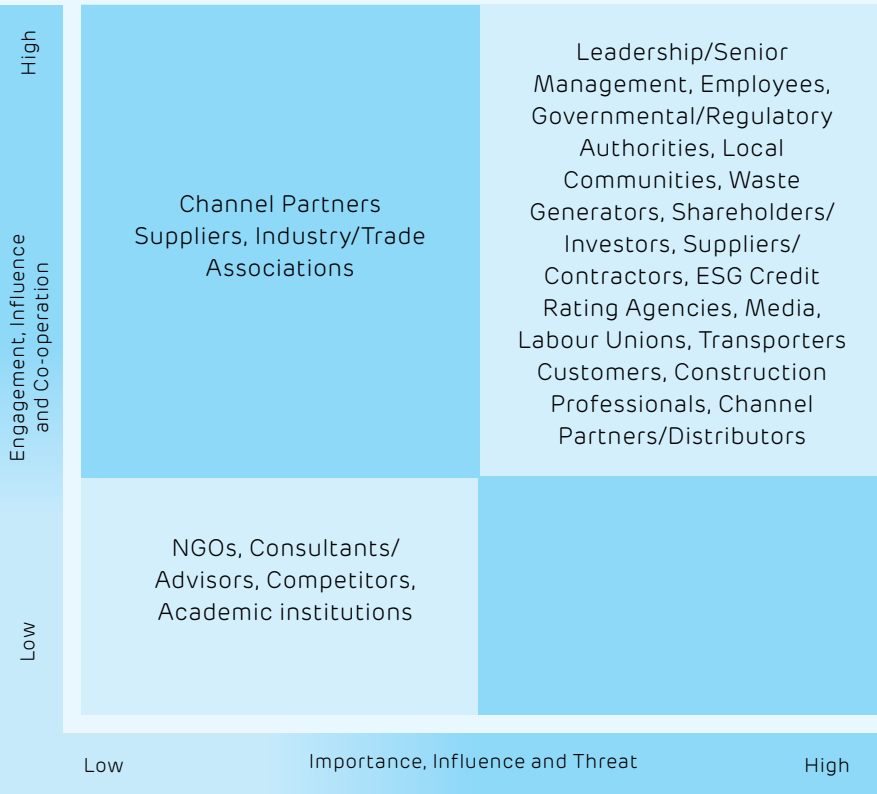 High
Engagement, Influence
and Co-operation
Low
Channel Partners
Suppliers, Industry/Trade
Associations
Leadership/Senior
Management, Employees,
Governmental/Regulatory
Authorities, Local
Communities, Waste
Generators, Shareholders/
Investors, Suppliers/
Contractors, ESG Credit
Rating Agencies, Media,
Labour Unions, Transporters
Customers, Construction
Professionals, Channel
Partners/Distributors
NGOs, Consultants/
Advisors, Competitors,
Academic institutions
Low
Importance, Influence and Threat
High